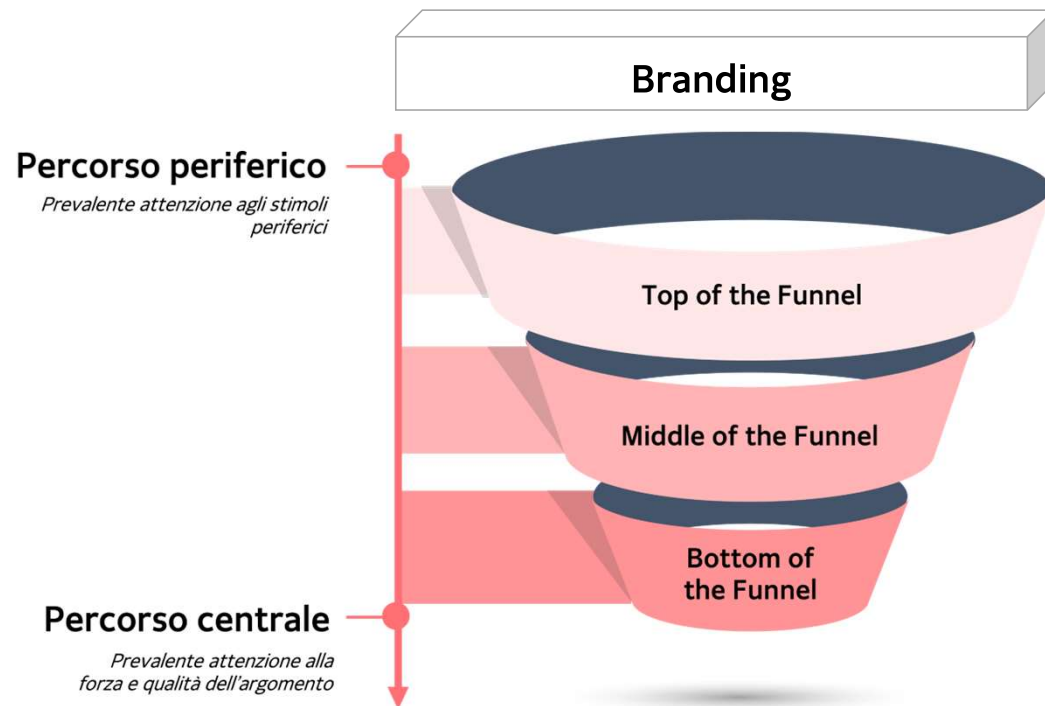 Branding
Percorso periferico
Prevalente attenzione agli stimoli
periferici
Top of the Funnel
Middle of the Funnel
Bottom of
the Funnel
Percorso centrale
Prevalente attenzione alla
forza e qualità dell'argomento